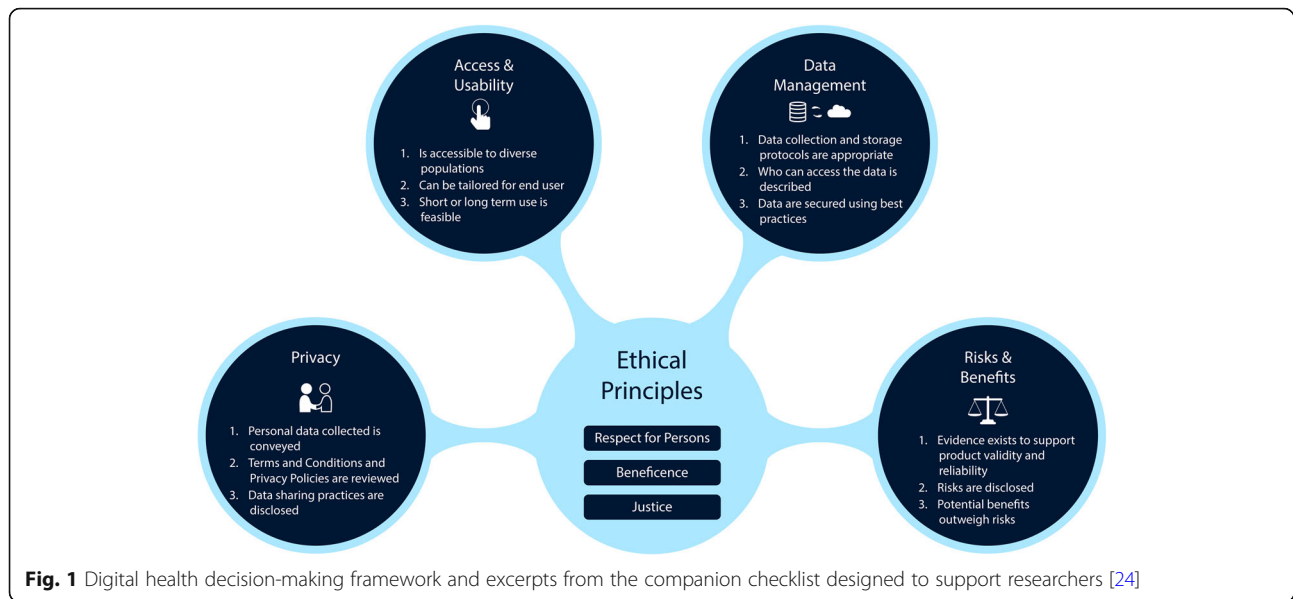 Access &
Usability
1. Is accessible to diverse
populations
2. Can be tailored for end user
3. Short or long term use is
feasible
Data
Management
1. Data collection and storage
protocols are appropriate
2. Who can access the data is
described
3. Data are secured using best
practices
Privacy
1. Personal data collected is
conveyed
2. Terms and Conditions and
Privacy Policies are reviewed
3. Data sharing practices are
disclosed
Ethical
Principles
Respect for Persons
Beneficence
Justice
Risks &
Benefits
1. Evidence exists to support
product validity and
reliability
2. Risks are disclosed
3. Potential benefits
outweigh risks
Fig. 1 Digital health decision-making framework and excerpts from the companion checklist designed to support researchers [24]